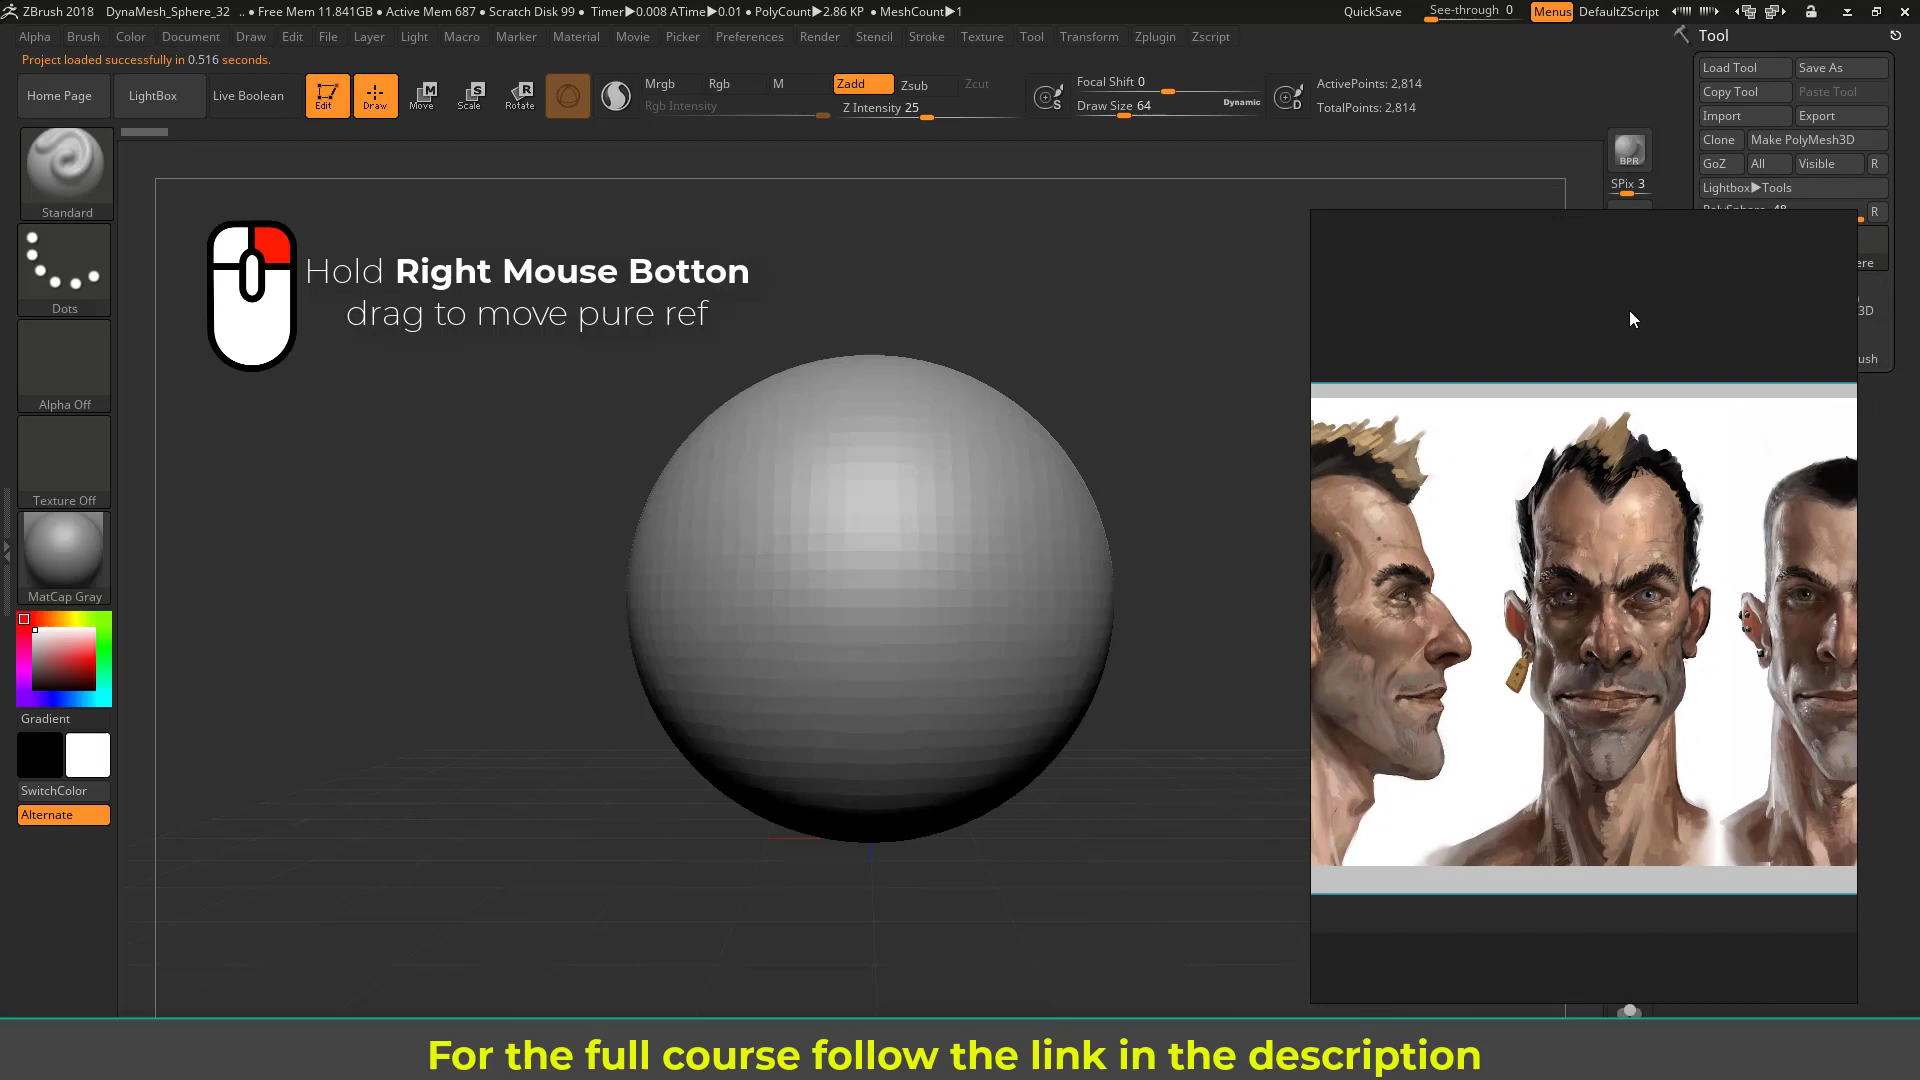 ZBrush 2018 DynaMesh_Sphere_32 .. ● Free Mem 11.841GB ● Active Mem 687 ● Scratch Disk 99 ● Timer▶0.008 ATime▶0.01 ● PolyCount▶2.86 KP ● MeshCount▶1 QuickSave See-through 0 Menus DefaultZScript
Alpha Brush Color Document Draw Edit File Layer Light Macro Marker Material Movie Picker Preferences Render Stencil Stroke Texture Tool Transform Zplugin Zscript
Tool
Project loaded successfully in 0.516 seconds.
Load Tool Save As
Copy Tool Paste Tool
Import Export
Clone Make PolyMesh3D
GoZ All Visible R
Lightbox▶Tools
R
Home Page LightBox Live Boolean
Edit Draw Move Scale Rotate
Mrgb Rgb M Zadd Zsub Zcut
Rgb Intensity Z Intensity 25
Focal Shift 0
Draw Size 64 Dynamic
S D
ActivePoints: 2,814
TotalPoints: 2,814
BPR
SPix 3
ere
3D
ush
Standard
Dots
Alpha Off
Texture Off
MatCap Gray
Gradient
SwitchColor
Alternate
Hold Right Mouse Botton
drag to move pure ref
For the full course follow the link in the description